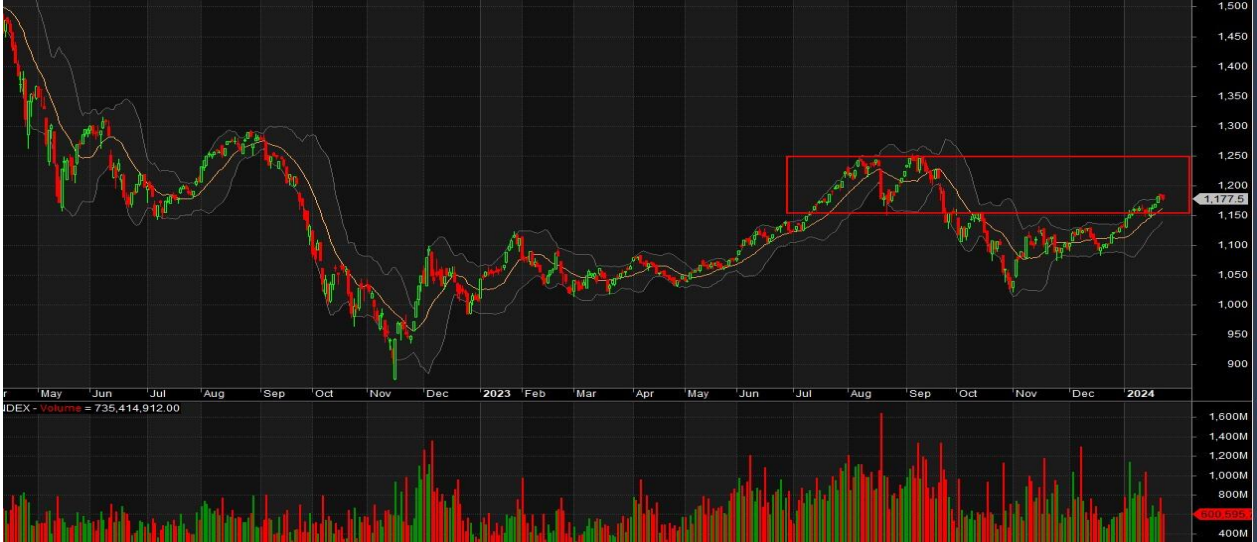 1,500
1,450
1,400
1,350
1,300
1,250
1,200
1,177.5
1,150
1,100
1,050
1,000
950
900
r May Jun Jul Aug Sep Oct Nov Dec 2023 Feb Mar Apr May Jun Jul Aug Sep Oct Nov Dec 2024
NDEX - Volume = 735,414,912.00
1,600M
1,400M
1,200M
1,000M
800M
600,595,
400M